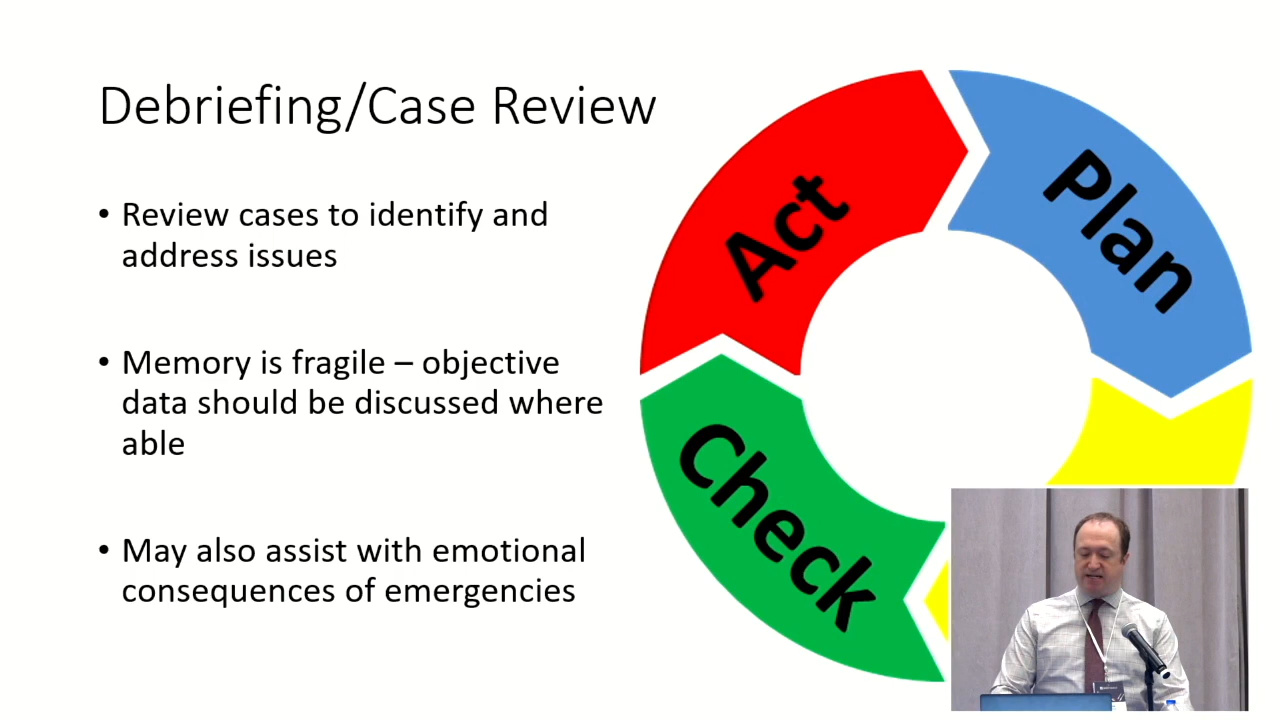 Debriefing/Case Review
• Review cases to identify and
address issues
• Memory is fragile – objective
data should be discussed where
able
• May also assist with emotional
consequences of emergencies
Act
Plan
Check